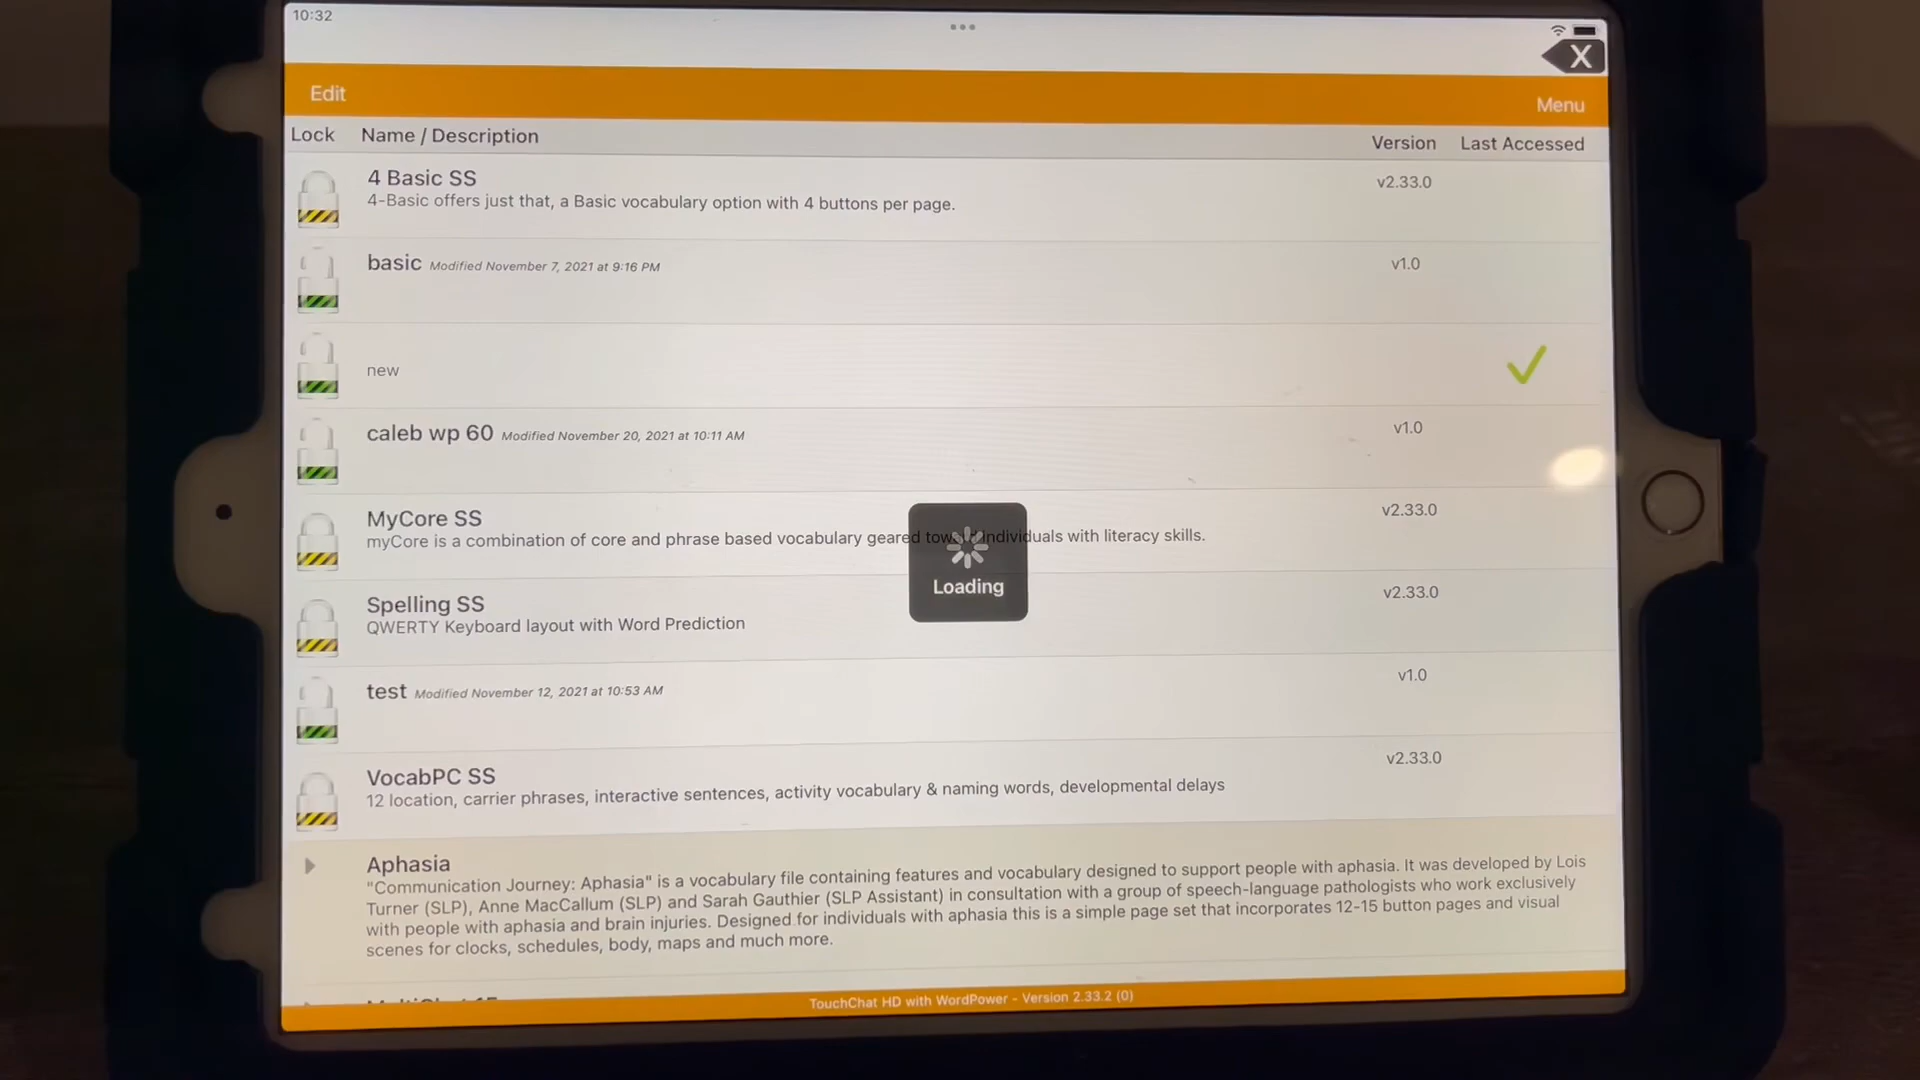 10:32
X
Edit
Menu
Lock Name / Description Version Last Accessed
4 Basic SS
v2.33.0
4-Basic offers just that, a Basic vocabulary option with 4 buttons per page.
basic Modified November 7, 2021 at 9:16 PM
v1.0
new
caleb wp 60 Modified November 20, 2021 at 10:11 AM
v1.0
MyCore SS
v2.33.0
myCore is a combination of core and phrase based vocabulary geared toward individuals with literacy skills.
Loading
Spelling SS
v2.33.0
QWERTY Keyboard layout with Word Prediction
test Modified November 12, 2021 at 10:53 AM
v1.0
VocabPC SS
v2.33.0
12 location, carrier phrases, interactive sentences, activity vocabulary & naming words, developmental delays
Aphasia
"Communication Journey: Aphasia" is a vocabulary file containing features and vocabulary designed to support people with aphasia. It was developed by Lois
Turner (SLP), Anne MacCallum (SLP) and Sarah Gauthier (SLP Assistant) in consultation with a group of speech-language pathologists who work exclusively
with people with aphasia and brain injuries. Designed for individuals with aphasia this is a simple page set that incorporates 12-15 button pages and visual
scenes for clocks, schedules, body, maps and much more.
TouchChat HD with WordPower - Version 2.33.2 (0)